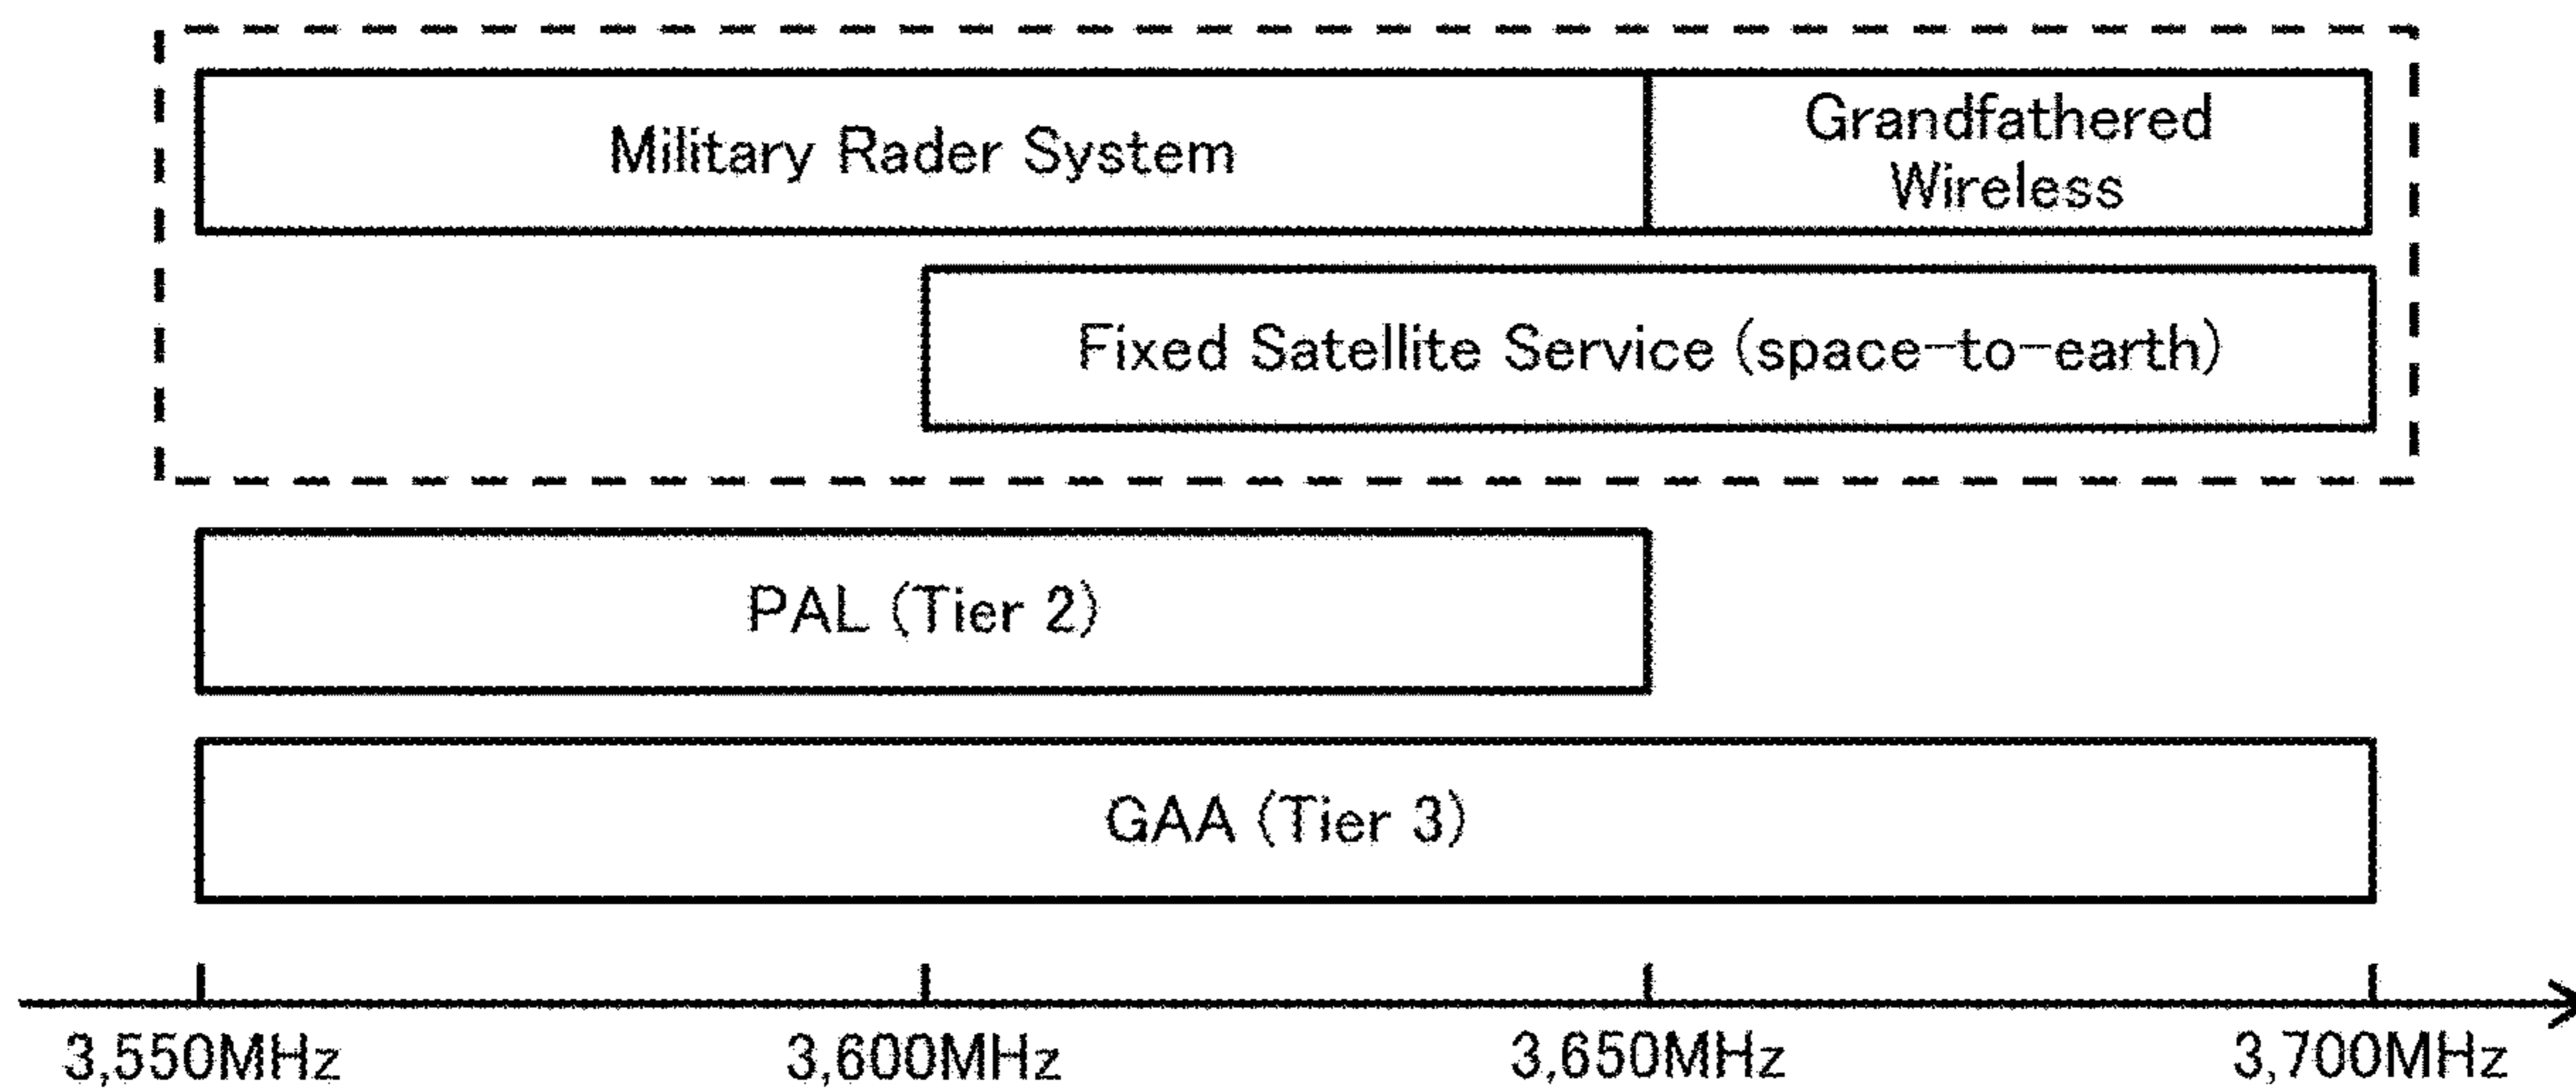 Military Rader System
Grandfathered
Wireless
Fixed Satellite Service (space-to-earth)
PAL (Tier 2)
GAA (Tier 3)
3,550MHz
3,600MHz
3,650MHz
3,700MHz